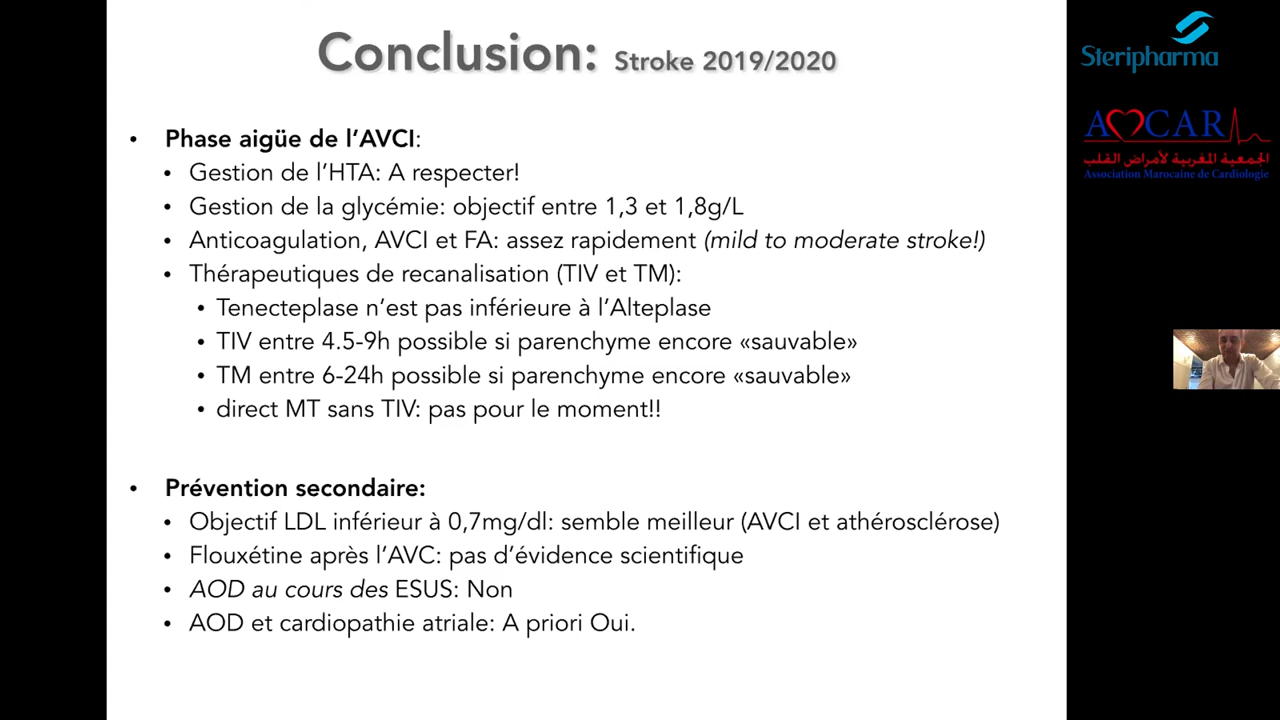 Conclusion: Stroke 2019/2020
• Phase aigüe de l'AVCI:
• Gestion de l'HTA: A respecter!
• Gestion de la glycémie: objectif entre 1,3 et 1,8g/L
• Anticoagulation, AVCI et FA: assez rapidement (mild to moderate stroke!)
• Thérapeutiques de recanalisation (TIV et TM):
• Tenecteplase n'est pas inférieure à l'Alteplase
• TIV entre 4.5-9h possible si parenchyme encore «sauvable»
• TM entre 6-24h possible si parenchyme encore «sauvable»
• direct MT sans TIV: pas pour le moment!!
• Prévention secondaire:
• Objectif LDL inférieur à 0,7mg/dl: semble meilleur (AVCI et athérosclérose)
• Flouxétine après l'AVC: pas d'évidence scientifique
• AOD au cours des ESUS: Non
• AOD et cardiopathie atriale: A priori Oui.
Steripharma
AMCAR
الجمعية المغربية لأمراض القلب
Association Marocaine de Cardiologie